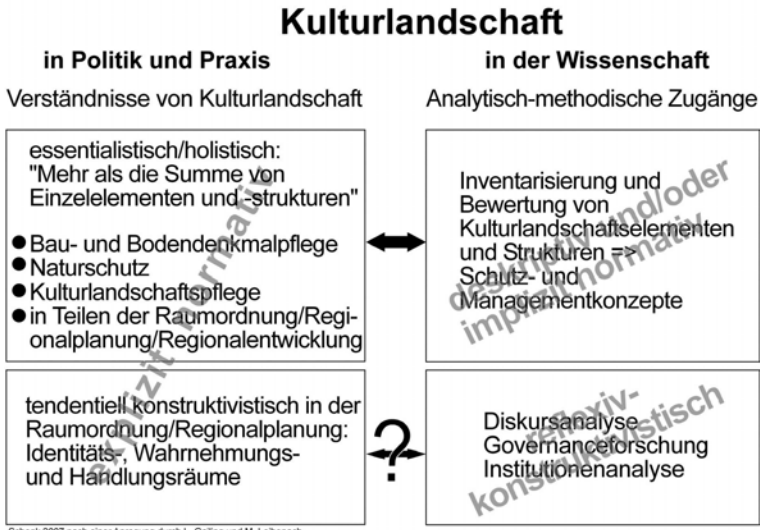 Kulturlandschaft
in Politik und Praxis
in der Wissenschaft
Verständnisse von Kulturlandschaft
Analytisch-methodische Zugänge
essentialistisch/holistisch:
"Mehr als die Summe von
Einzelelementen und -strukturen"
● Bau- und Bodendenkmalpflege
● Naturschutz
● Kulturlandschaftspflege
● in Teilen der Raumordnung/Regi-
onalplanung/Regionalentwicklung
Inventarisierung und
Bewertung von
Kulturlandschaftselementen
und Strukturen =>
Schutz- und
Managementkonzepte
deskriptiv und/oder
implizit normativ
tendentiell konstruktivistisch in der
Raumordnung/Regionalplanung:
Identitäts-, Wahrnehmungs-
und Handlungsräume
explizit normativ
?
Diskursanalyse
Governanceforschung
Institutionenanalyse
reflexiv-
konstruktivistisch